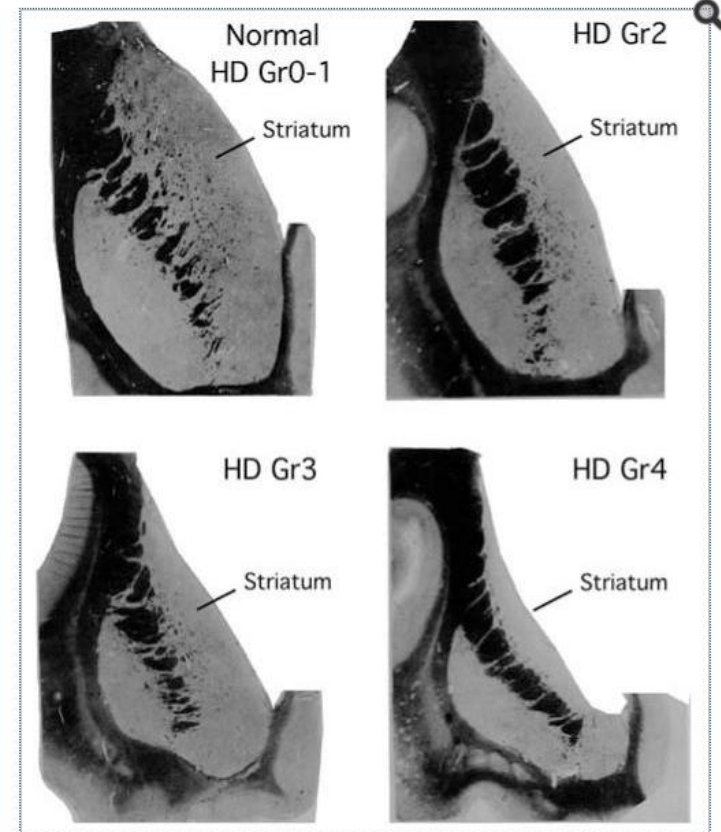 Normal
HD Gr0-1
Striatum
HD Gr2
Striatum
HD Gr3
Striatum
HD Gr4
Striatum